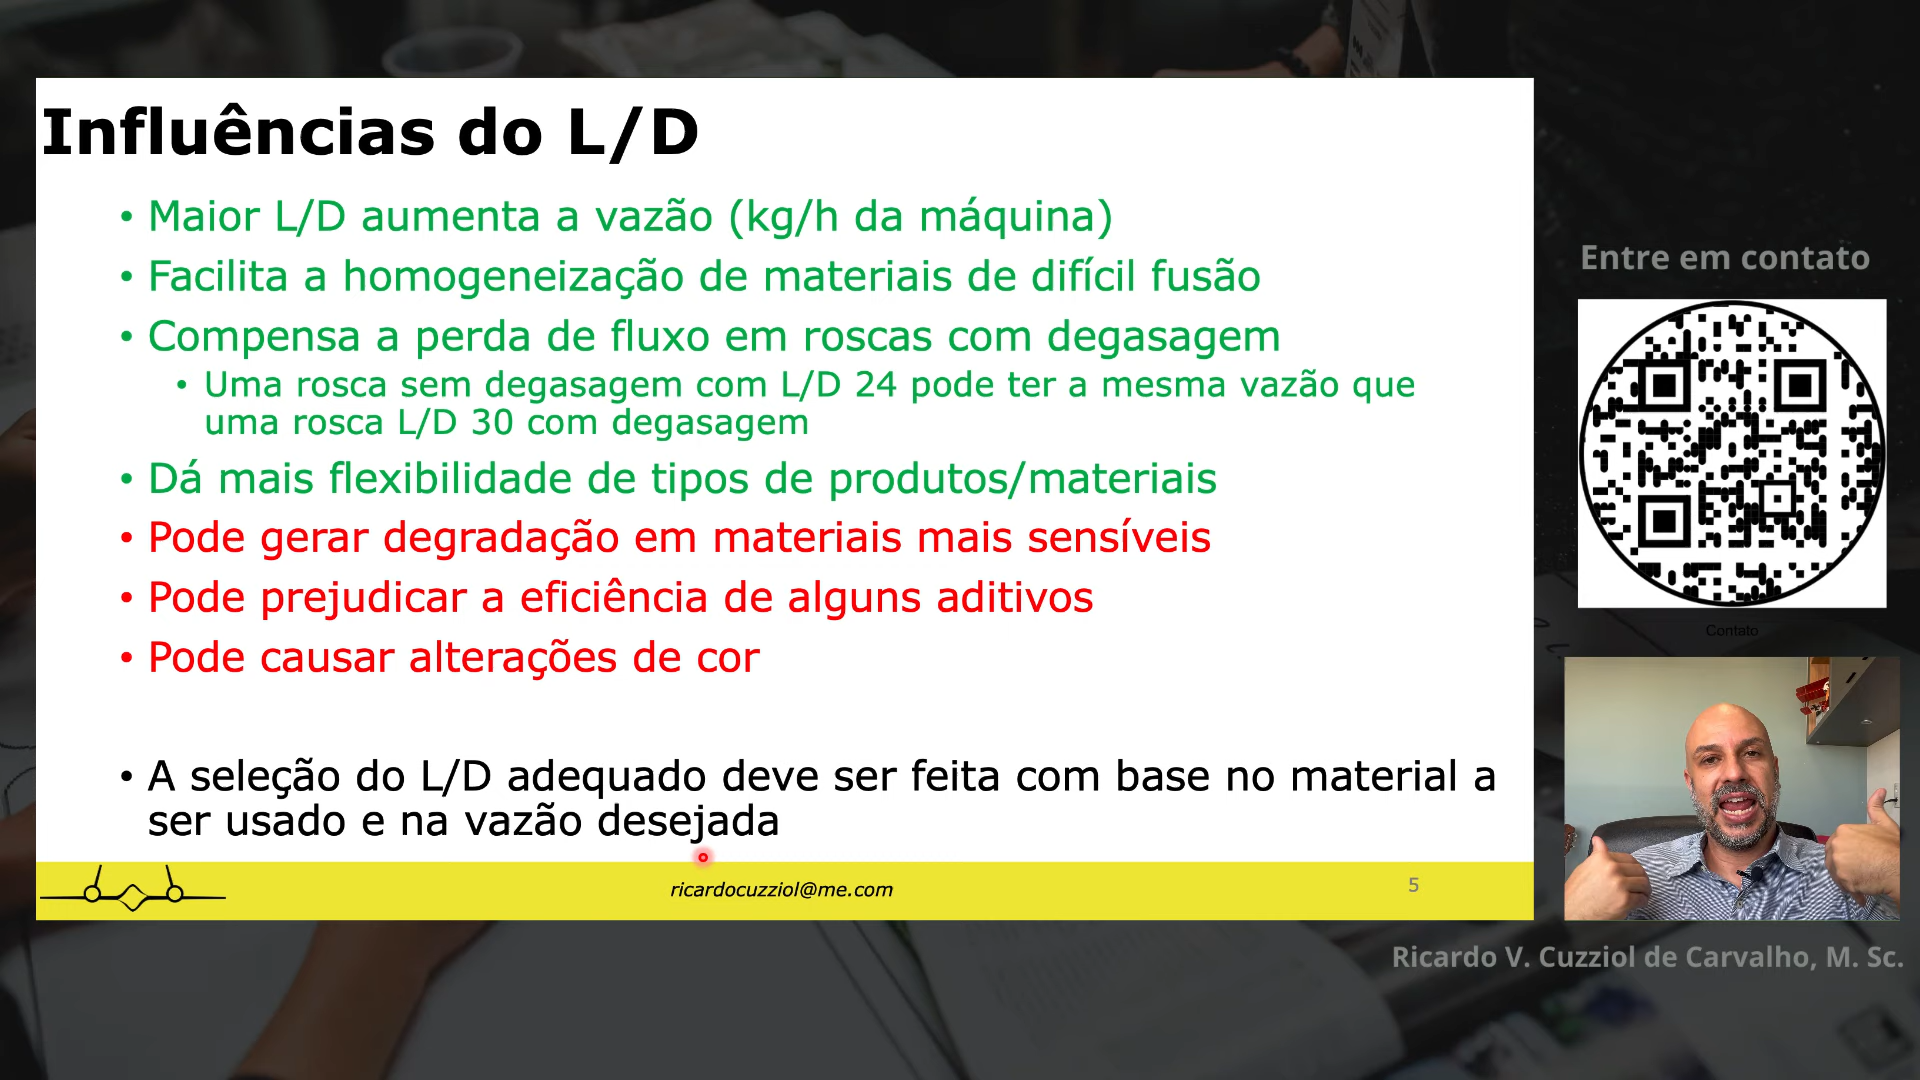 Influências do L/D
• Maior L/D aumenta a vazão (kg/h da máquina)
• Facilita a homogeneização de materiais de difícil fusão
• Compensa a perda de fluxo em roscas com degasagem
• Uma rosca sem degasagem com L/D 24 pode ter a mesma vazão que
uma rosca L/D 30 com degasagem
• Dá mais flexibilidade de tipos de produtos/materiais
• Pode gerar degradação em materiais mais sensíveis
• Pode prejudicar a eficiência de alguns aditivos
• Pode causar alterações de cor
• A seleção do L/D adequado deve ser feita com base no material a
ser usado e na vazão desejada
ricardocuzziol@me.com
5
Entre em contato
Contato
Ricardo V. Cuzziol de Carvalho, M. Sc.